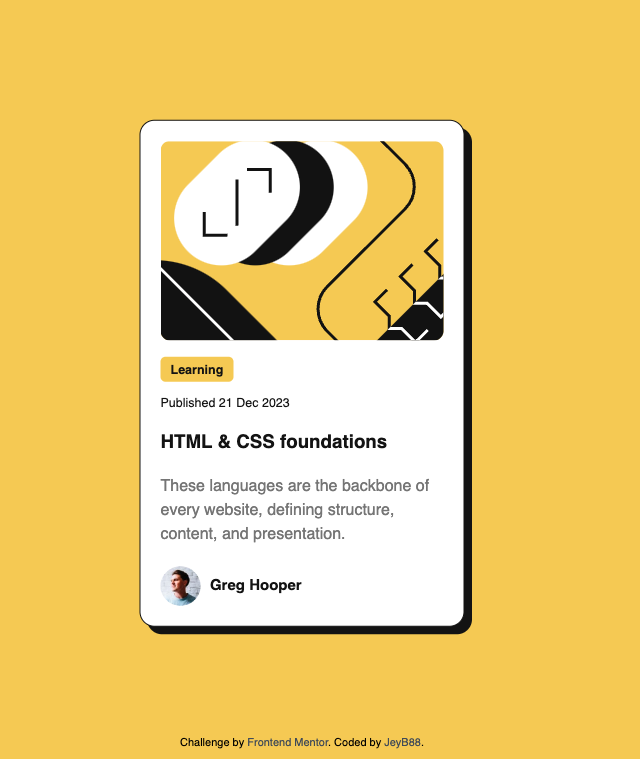 Learning
Published 21 Dec 2023
HTML & CSS foundations
These languages are the backbone of
every website, defining structure,
content, and presentation.
Greg Hooper
Challenge by Frontend Mentor. Coded by JeyB88.